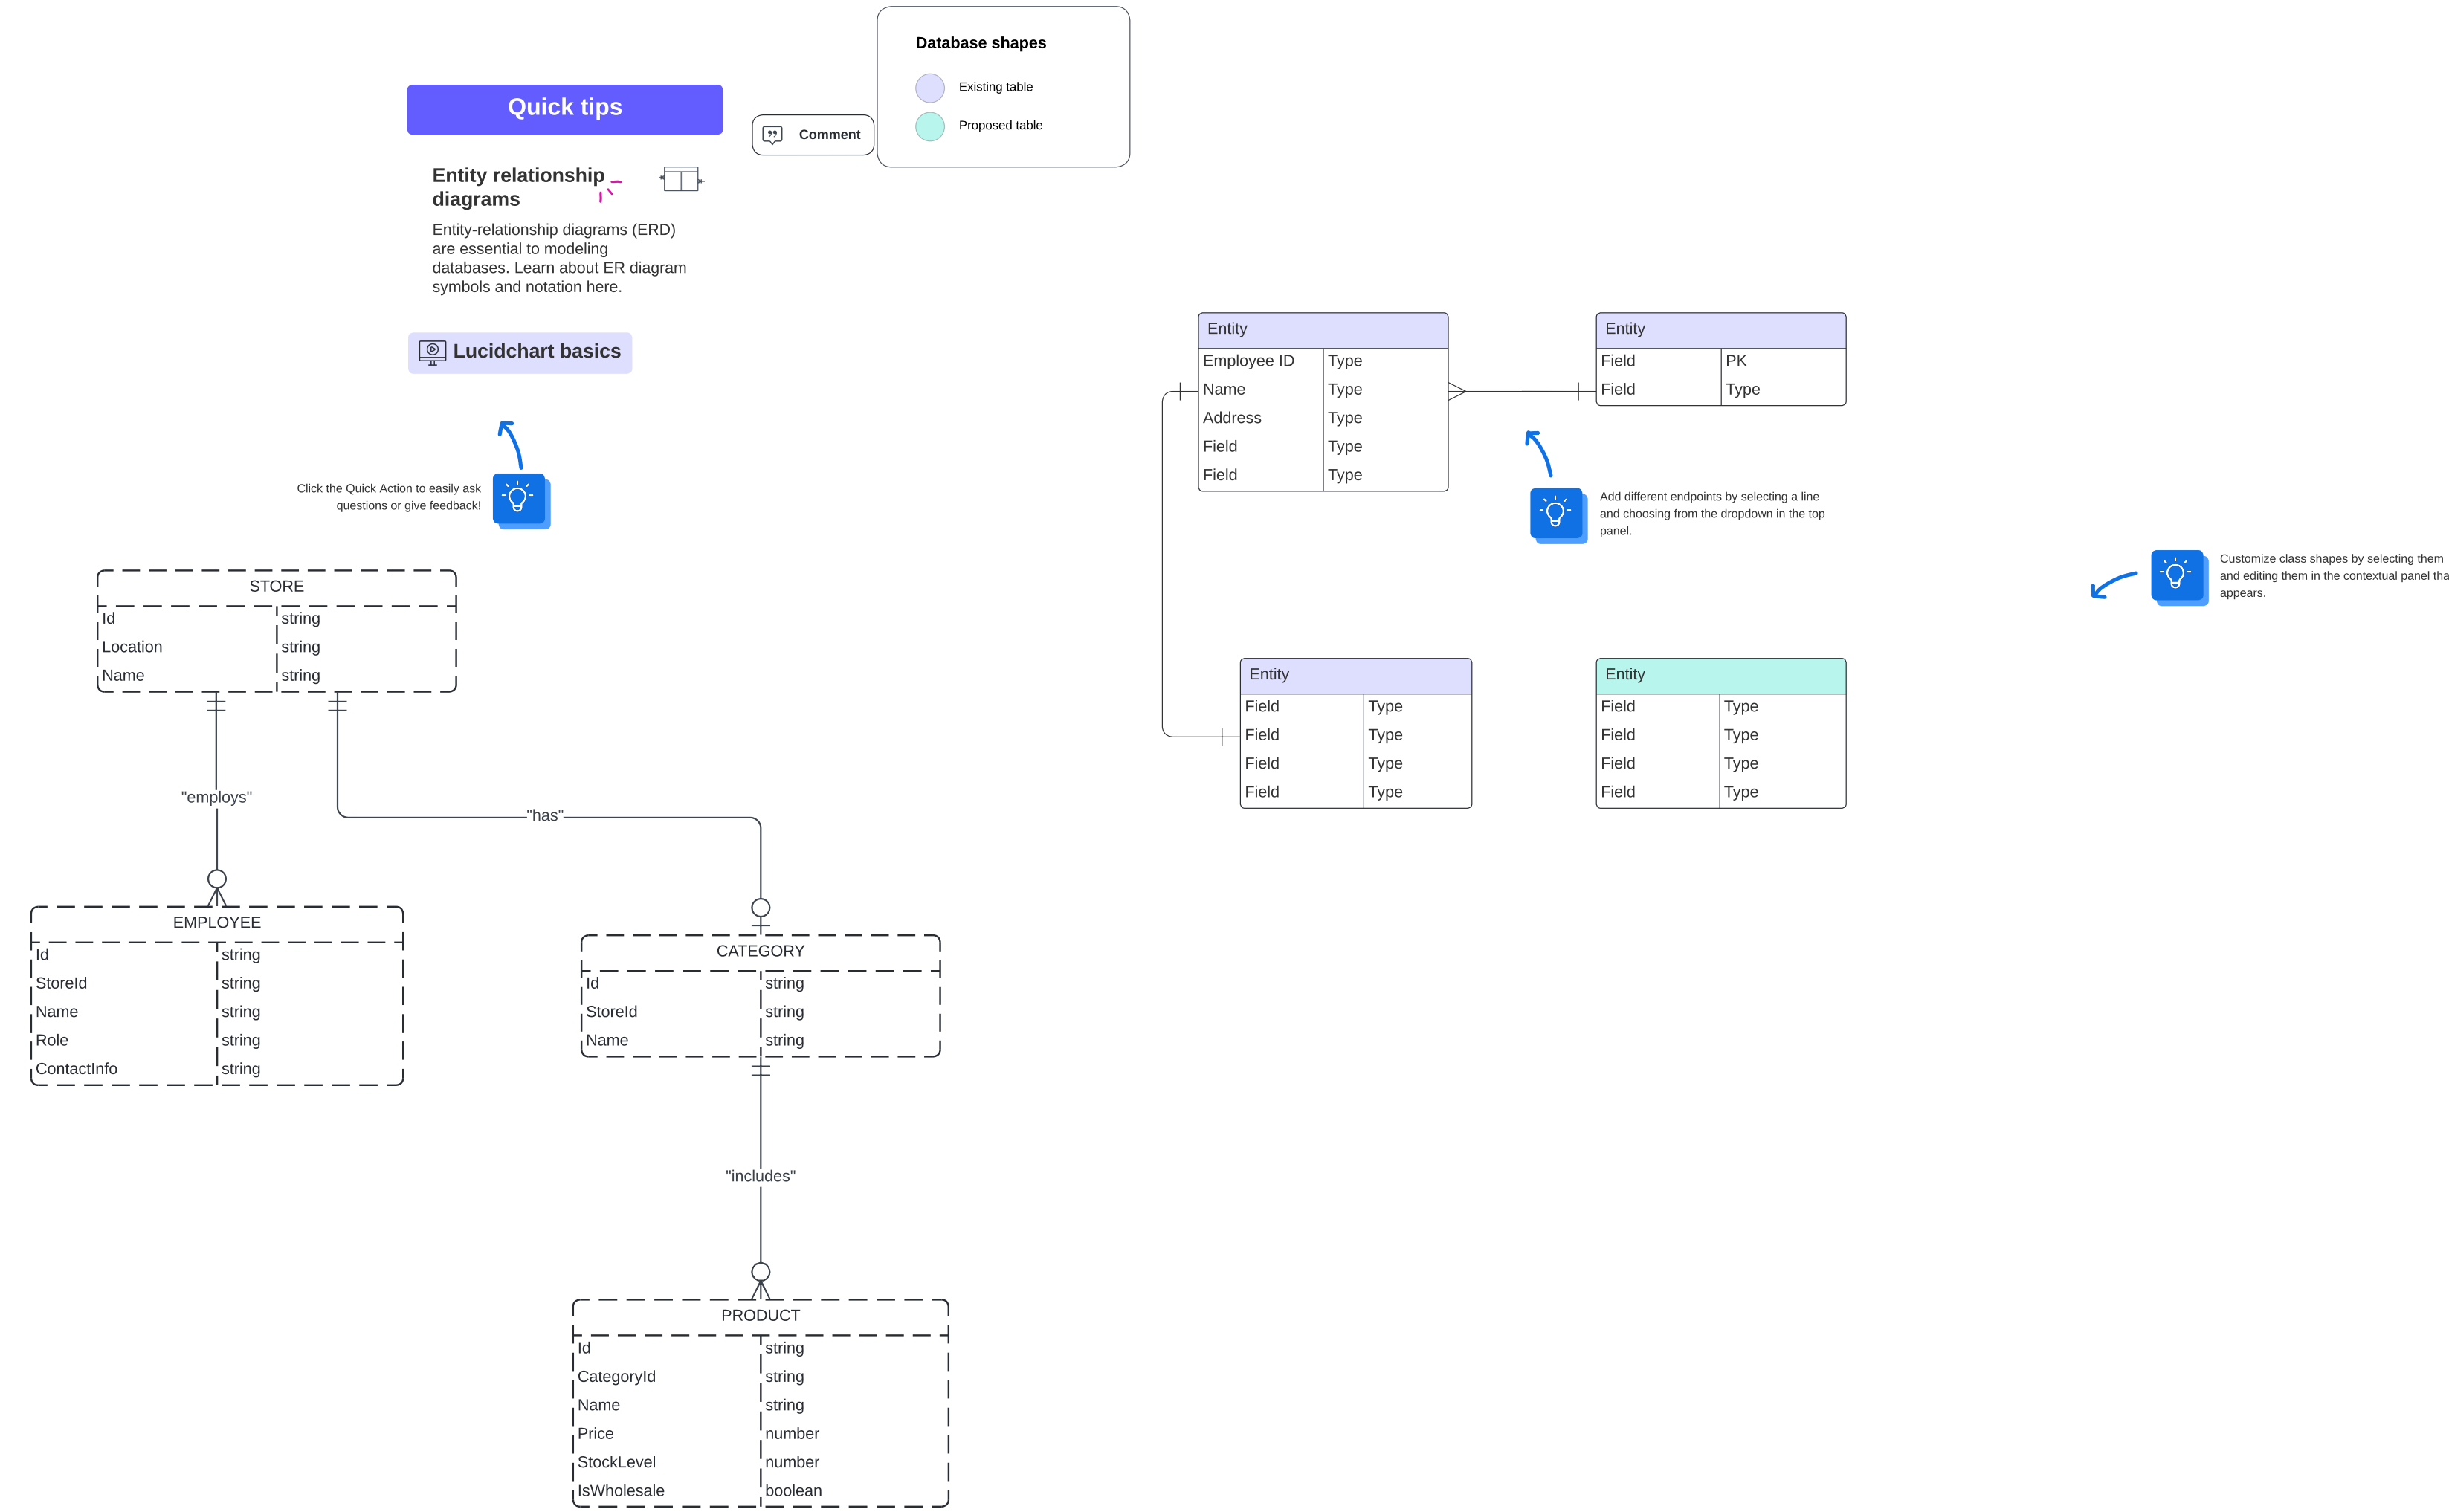 Database shapes
Existing table
Proposed table
Quick tips
Comment
Entity relationship
diagrams
Entity-relationship diagrams (ERD)
are essential to modeling
databases. Learn about ER diagram
symbols and notation here.
Lucidchart basics
Click the Quick Action to easily ask
questions or give feedback!
Entity
Employee ID Type
Name Type
Address Type
Field Type
Field Type
Entity
Field PK
Field Type
Add different endpoints by selecting a line
and choosing from the dropdown in the top
panel.
Customize class shapes by selecting them
and editing them in the contextual panel tha
appears.
Entity
Field Type
Field Type
Field Type
Field Type
Entity
Field Type
Field Type
Field Type
Field Type
STORE
Id string
Location string
Name string
"employs"
"has"
EMPLOYEE
Id string
StoreId string
Name string
Role string
ContactInfo string
CATEGORY
Id string
StoreId string
Name string
"includes"
PRODUCT
Id string
CategoryId string
Name string
Price number
StockLevel number
IsWholesale boolean